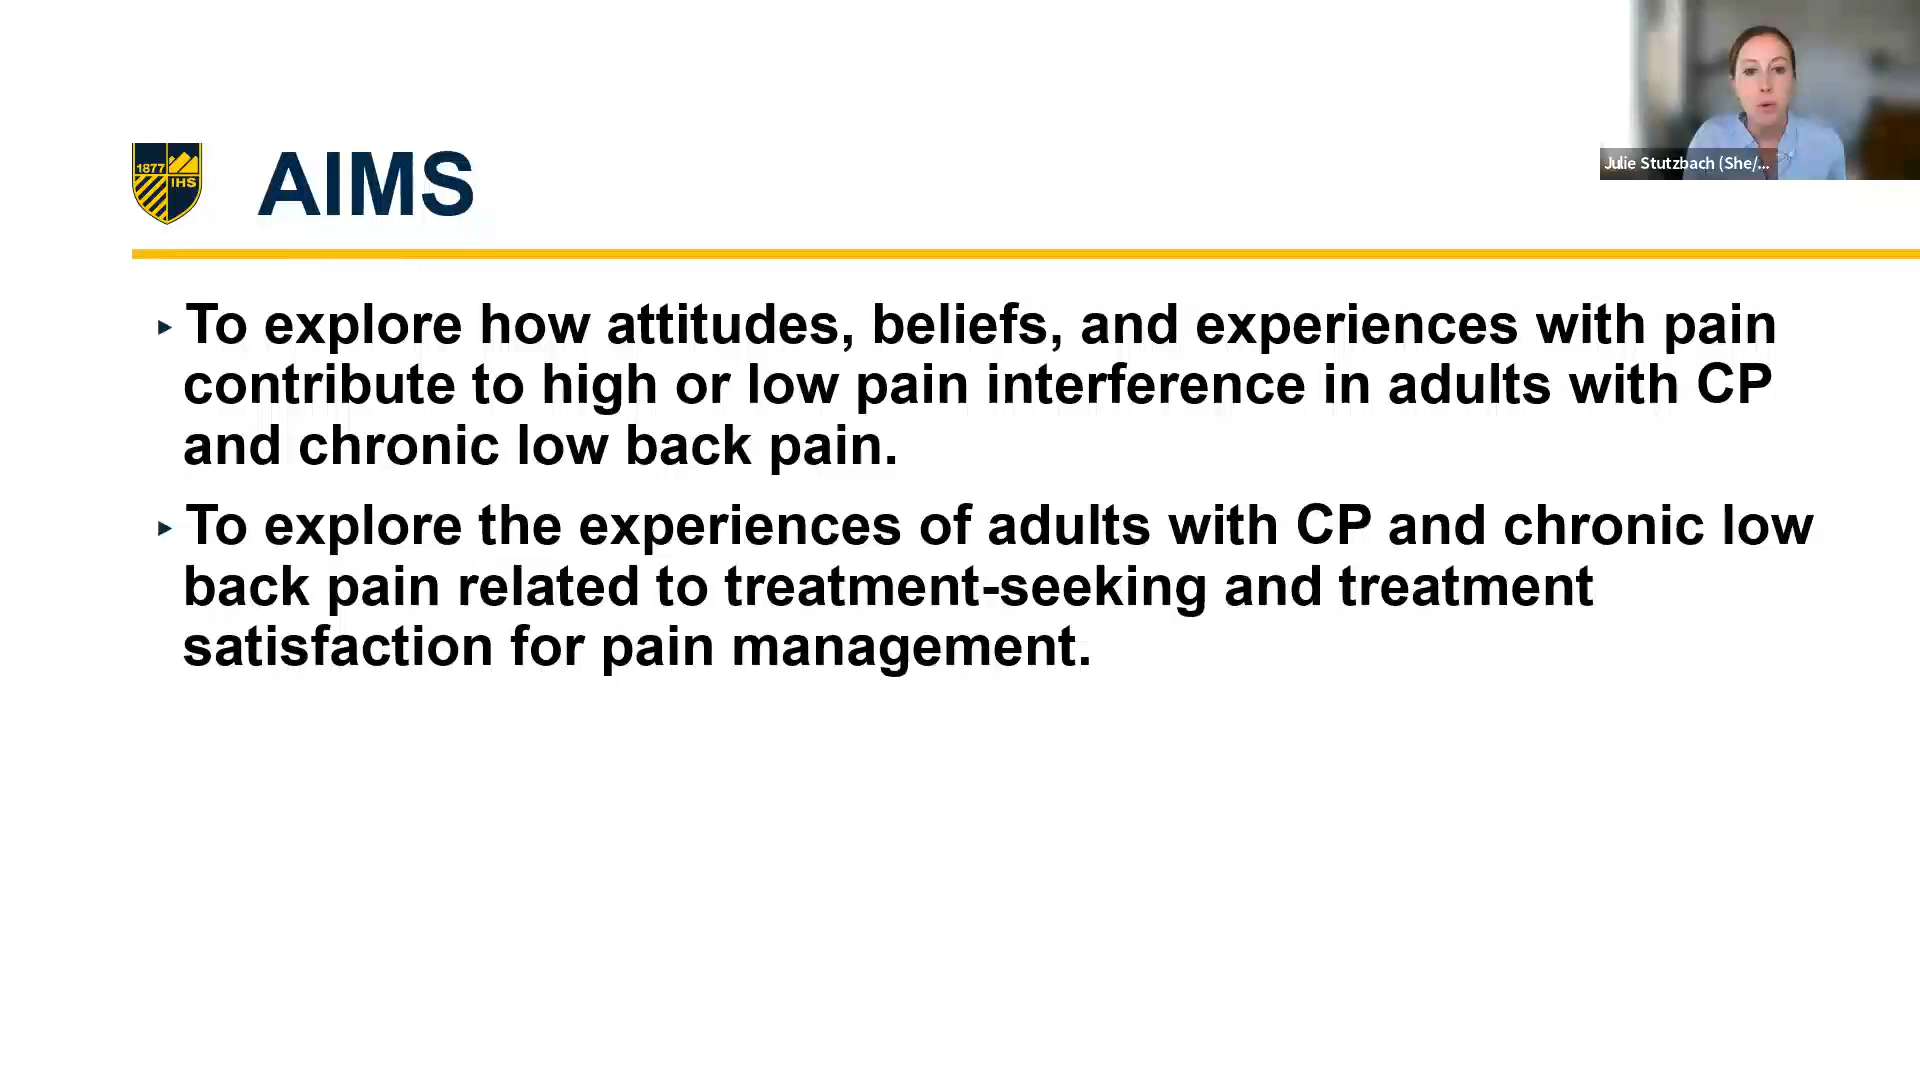 1877
IHS
AIMS
Julie Stutzbach (She/...
▸ To explore how attitudes, beliefs, and experiences with pain
contribute to high or low pain interference in adults with CP
and chronic low back pain.
▸ To explore the experiences of adults with CP and chronic low
back pain related to treatment-seeking and treatment
satisfaction for pain management.